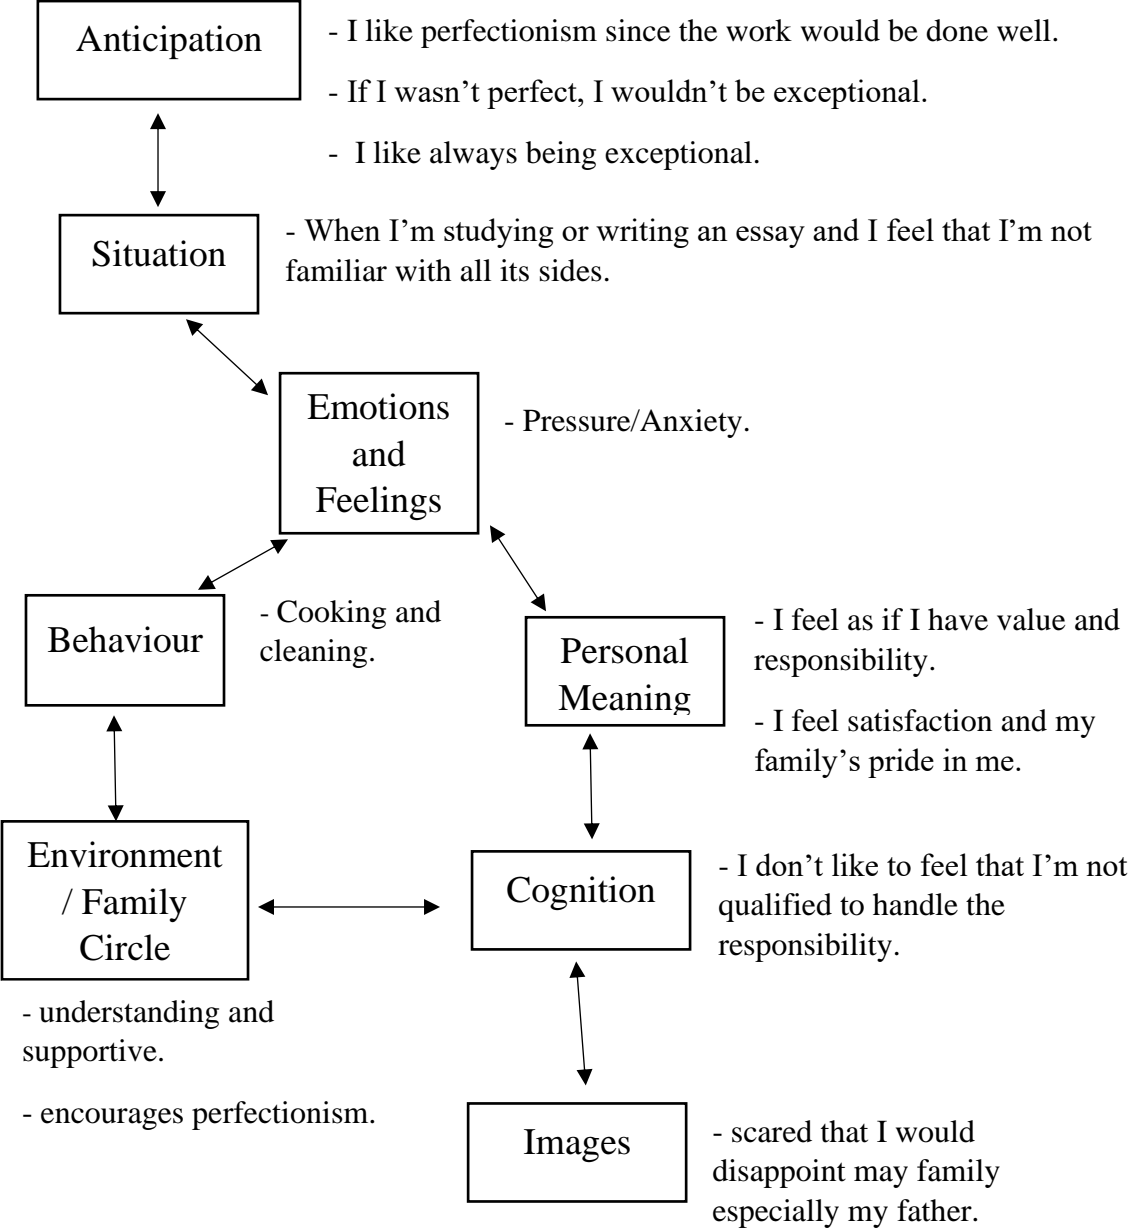 Anticipation
- I like perfectionism since the work would be done well.
- If I wasn't perfect, I wouldn't be exceptional.
- I like always being exceptional.
Situation
- When I'm studying or writing an essay and I feel that I'm not
familiar with all its sides.
Emotions
and
Feelings
- Pressure/Anxiety.
Behaviour
- Cooking and
cleaning.
Personal
Meaning
- I feel as if I have value and
responsibility.
- I feel satisfaction and my
family's pride in me.
Environment
/ Family
Circle
- understanding and
supportive.
- encourages perfectionism.
Cognition
- I don't like to feel that I'm not
qualified to handle the
responsibility.
Images
- scared that I would
disappoint may family
especially my father.